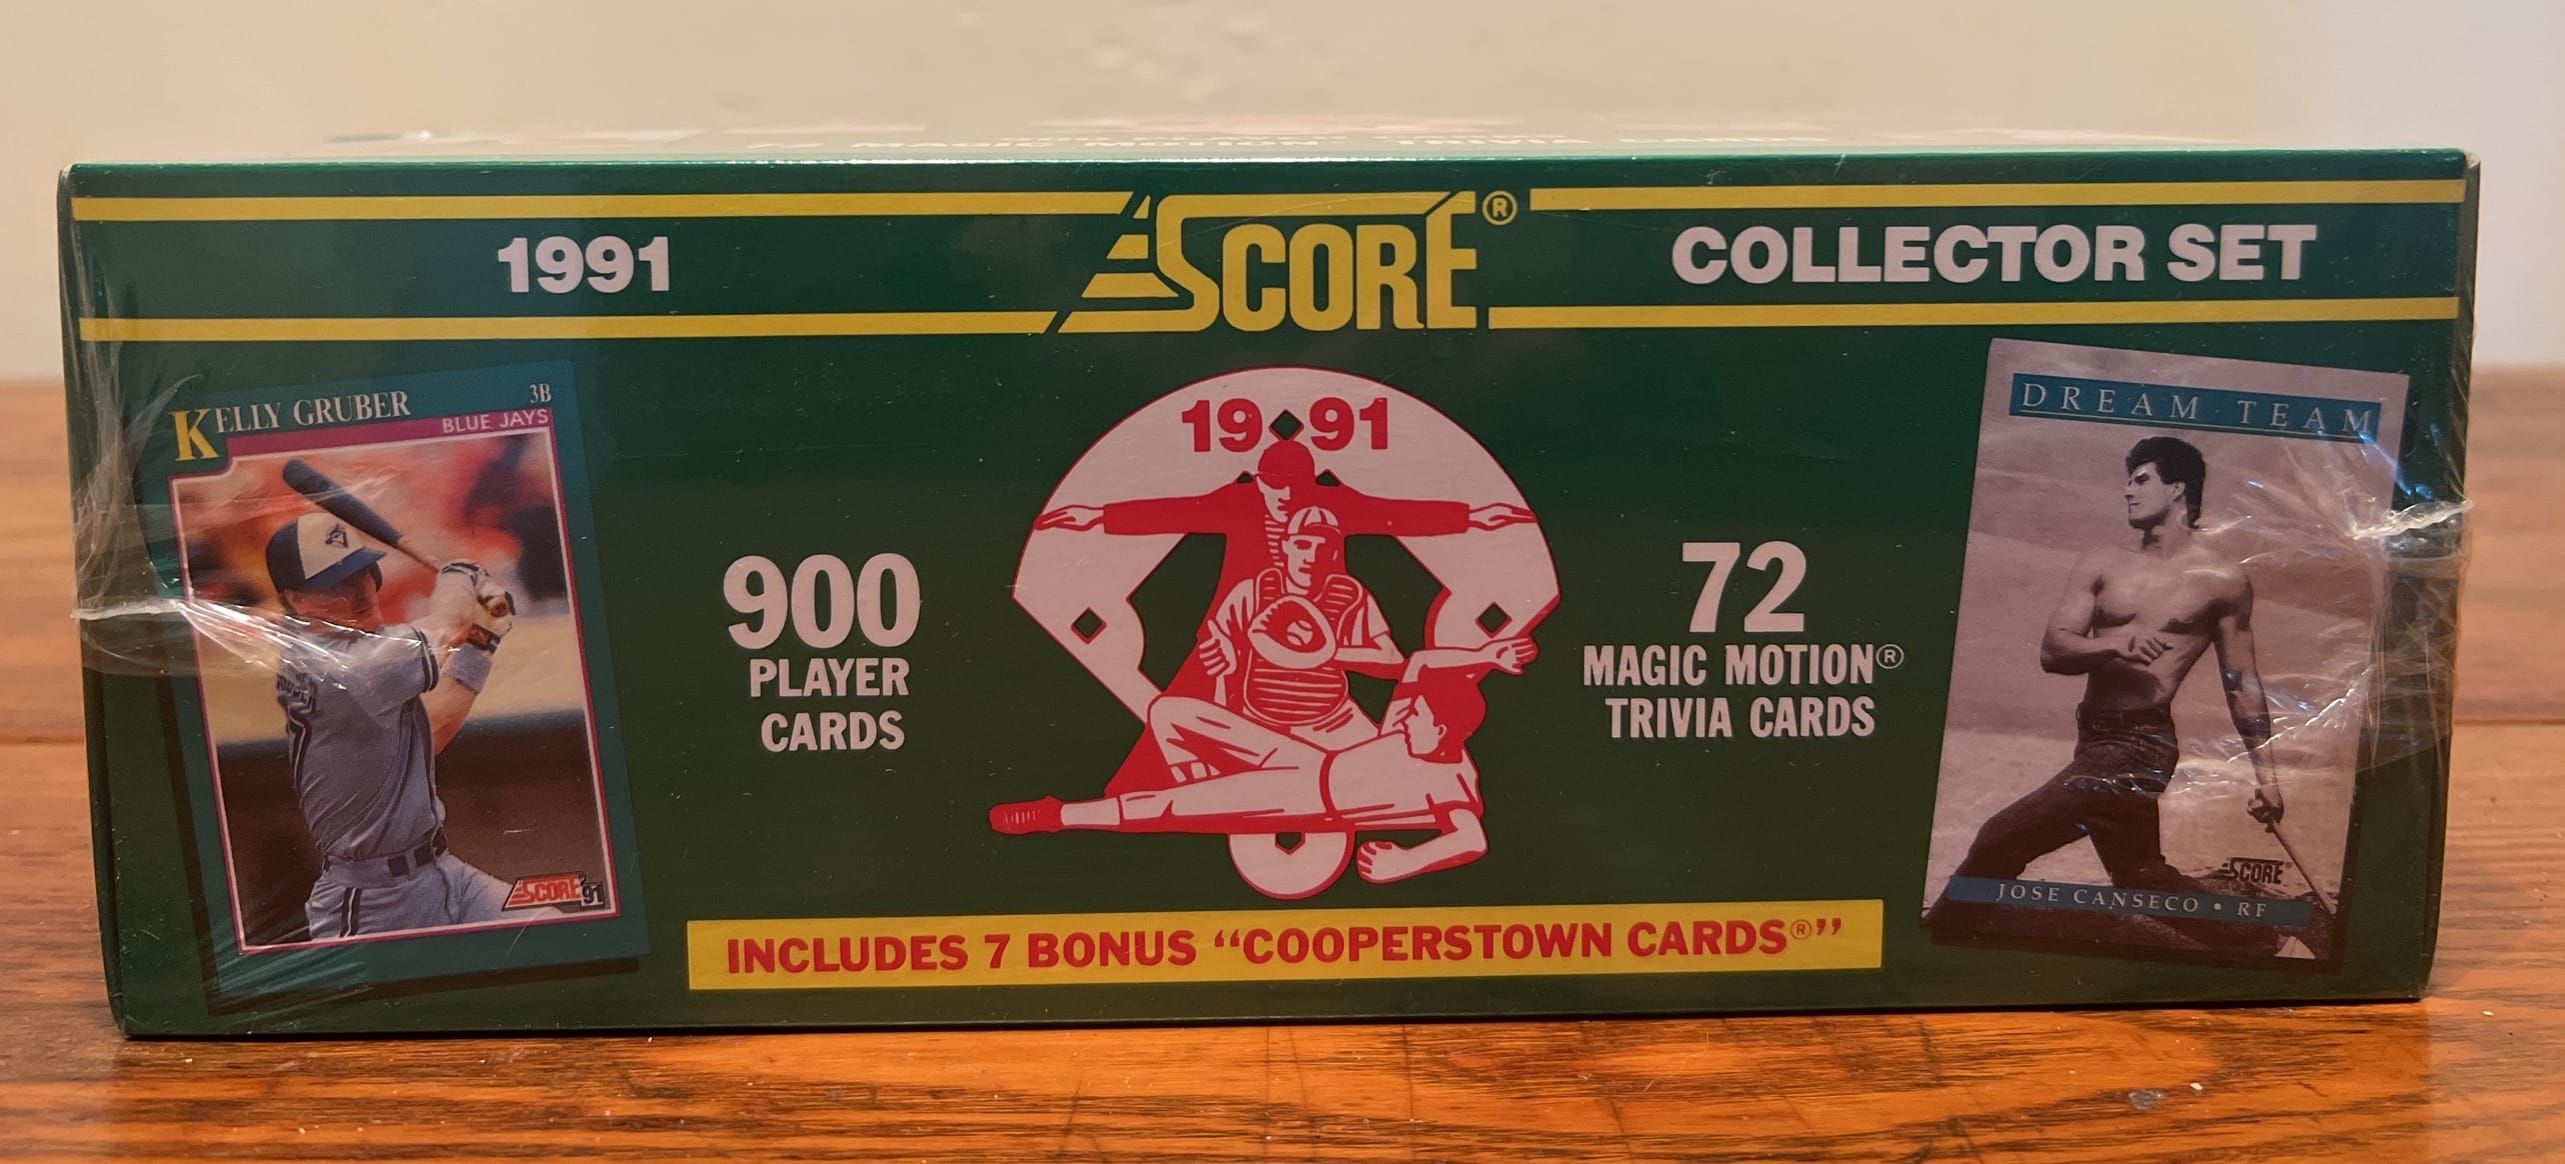 1991
SCORE®
COLLECTOR SET
KELLY GRUBER
3B
BLUE JAYS
SCORE 91
900
PLAYER
CARDS
19 91
72
MAGIC MOTION®
TRIVIA CARDS
DREAM TEAM
SCORE
JOSE CANSECO • RF
INCLUDES 7 BONUS “COOPERSTOWN CARDS®”